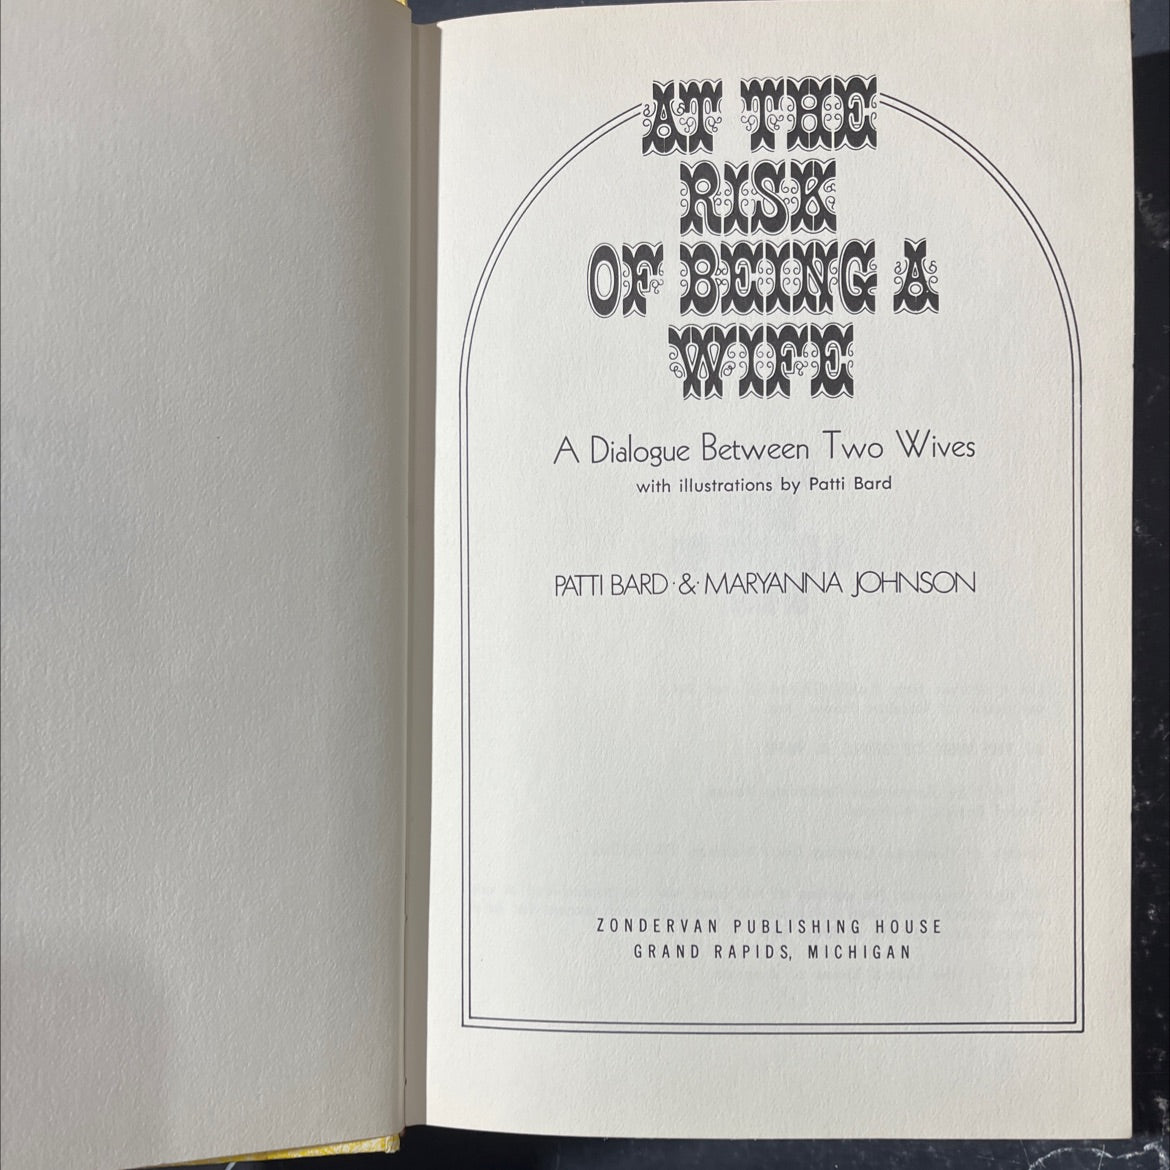 AT THE
RISK
OF BEING A
WIFE
A Dialogue Between Two Wives
with illustrations by Patti Bard
PATTI BARD · & · MARYANNA JOHNSON
ZONDERVAN PUBLISHING HOUSE
GRAND RAPIDS, MICHIGAN